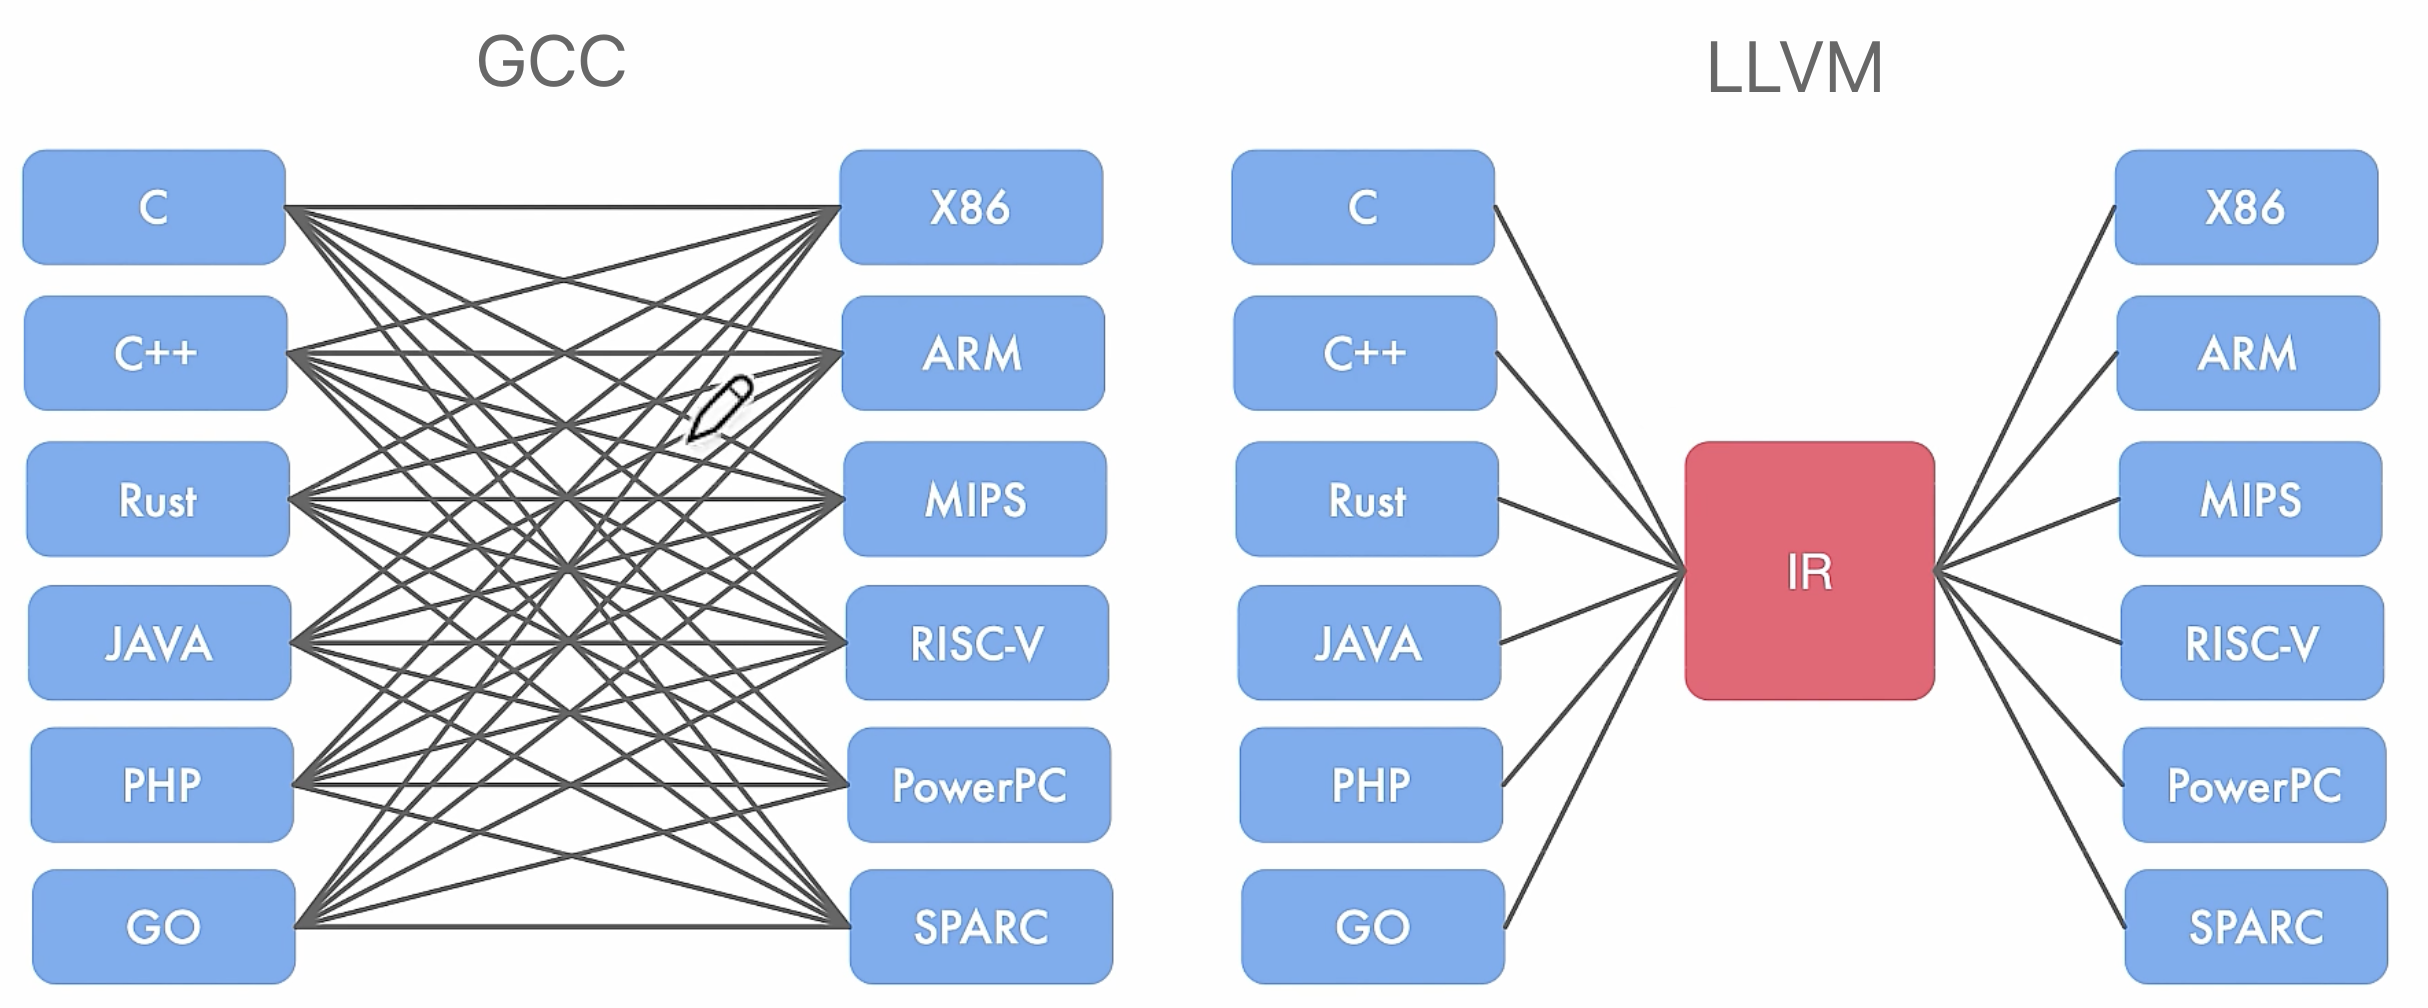 GCC
C
X86
C++
ARM
Rust
MIPS
JAVA
RISC-V
PHP
PowerPC
GO
SPARC
LLVM
C
X86
C++
ARM
Rust
MIPS
IR
JAVA
RISC-V
PHP
PowerPC
GO
SPARC